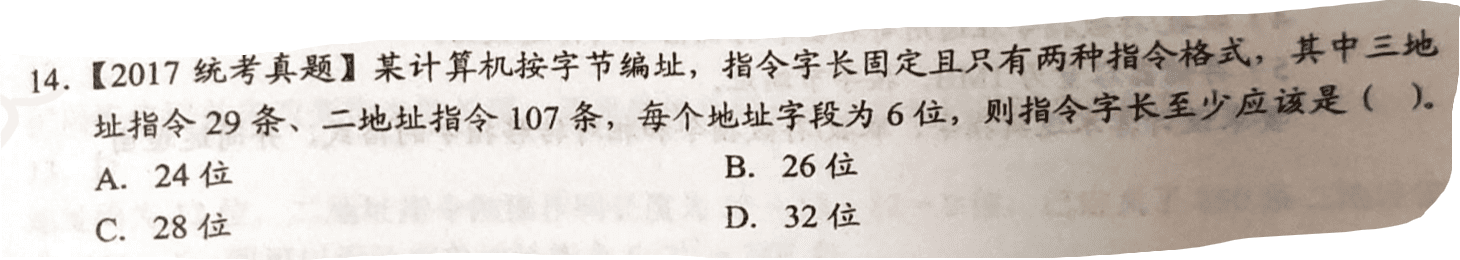 14.【2017 统考真题】某计算机按字节编址，指令字长固定且只有两种指令格式，其中三地
址指令 29 条、二地址指令 107 条，每个地址字段为 6 位，则指令字长至少应该是（ ）。
A. 24 位 B. 26 位
C. 28 位 D. 32 位